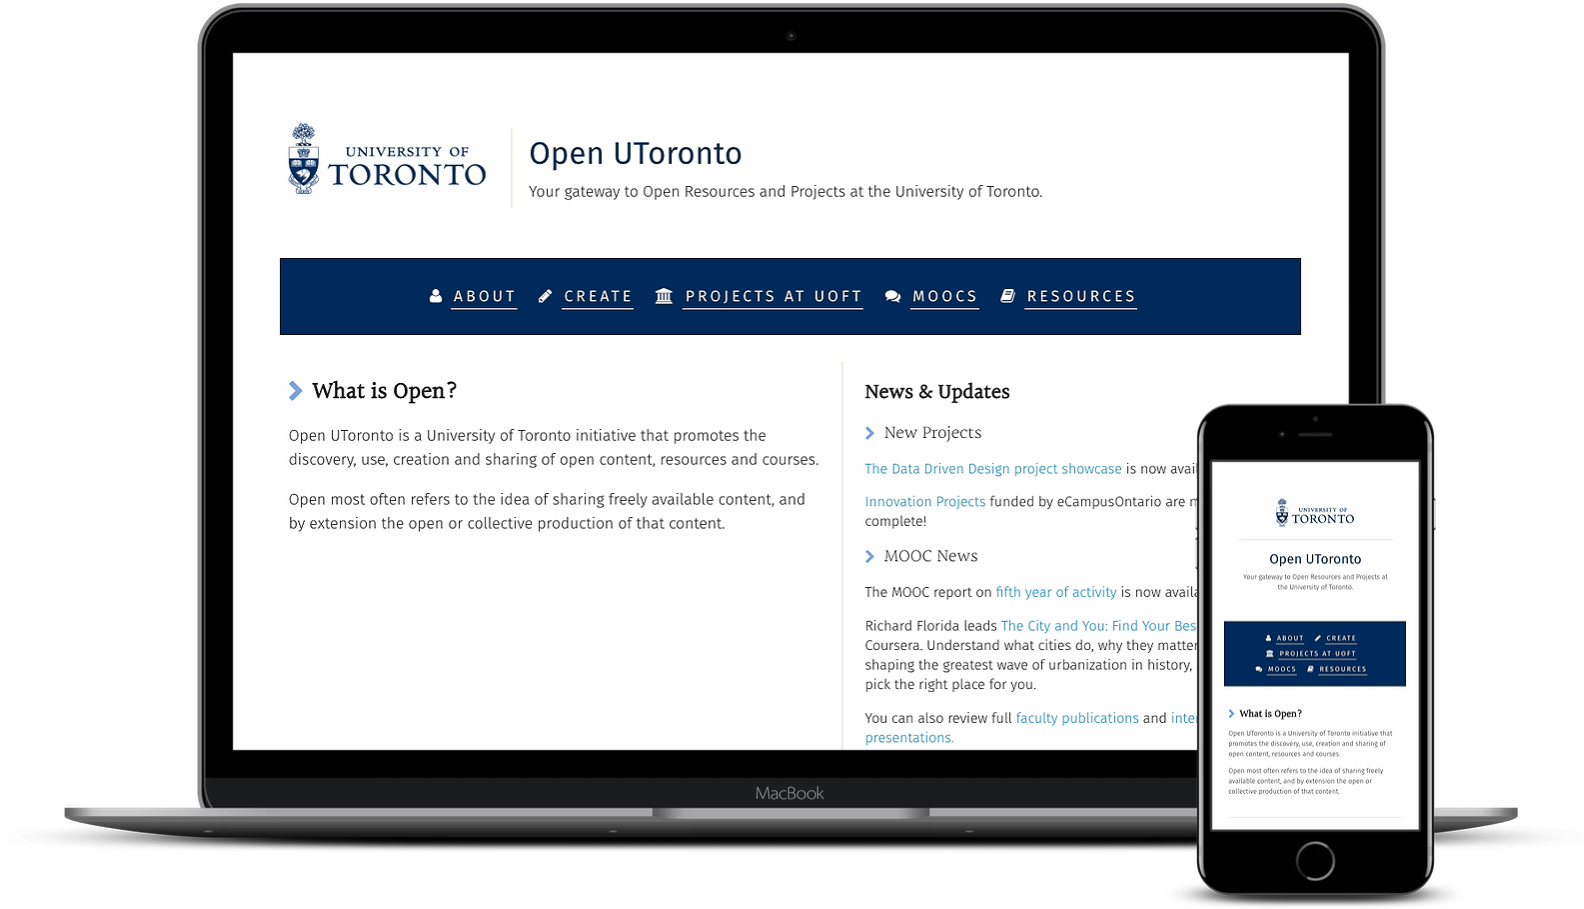 UNIVERSITY OF
TORONTO
Open UToronto
Your gateway to Open Resources and Projects at the University of Toronto.
ABOUT CREATE PROJECTS AT UOFT MOOCS RESOURCES
What is Open?
Open UToronto is a University of Toronto initiative that promotes the
discovery, use, creation and sharing of open content, resources and courses.
Open most often refers to the idea of sharing freely available content, and
by extension the open or collective production of that content.
News & Updates
New Projects
The Data Driven Design project showcase is now avail
Innovation Projects funded by eCampusOntario are
complete!
MOOC News
The MOOC report on fifth year of activity is now availa
Richard Florida leads The City and You: Find Your Bes
Coursera. Understand what cities do, why they matter
shaping the greatest wave of urbanization in history,
pick the right place for you.
You can also review full faculty publications and inte
presentations.
MacBook
UNIVERSITY OF
TORONTO
Open UToronto
Your gateway to Open Resources and Projects at
the University of Toronto.
ABOUT CREATE
PROJECTS AT UOFT
MOOCS RESOURCES
What is Open?
Open UToronto is a University of Toronto initiative that
promotes the discovery, use, creation and sharing of
open content, resources and courses.
Open most often refers to the idea of sharing freely
available content, and by extension the open or
collective production of that content.